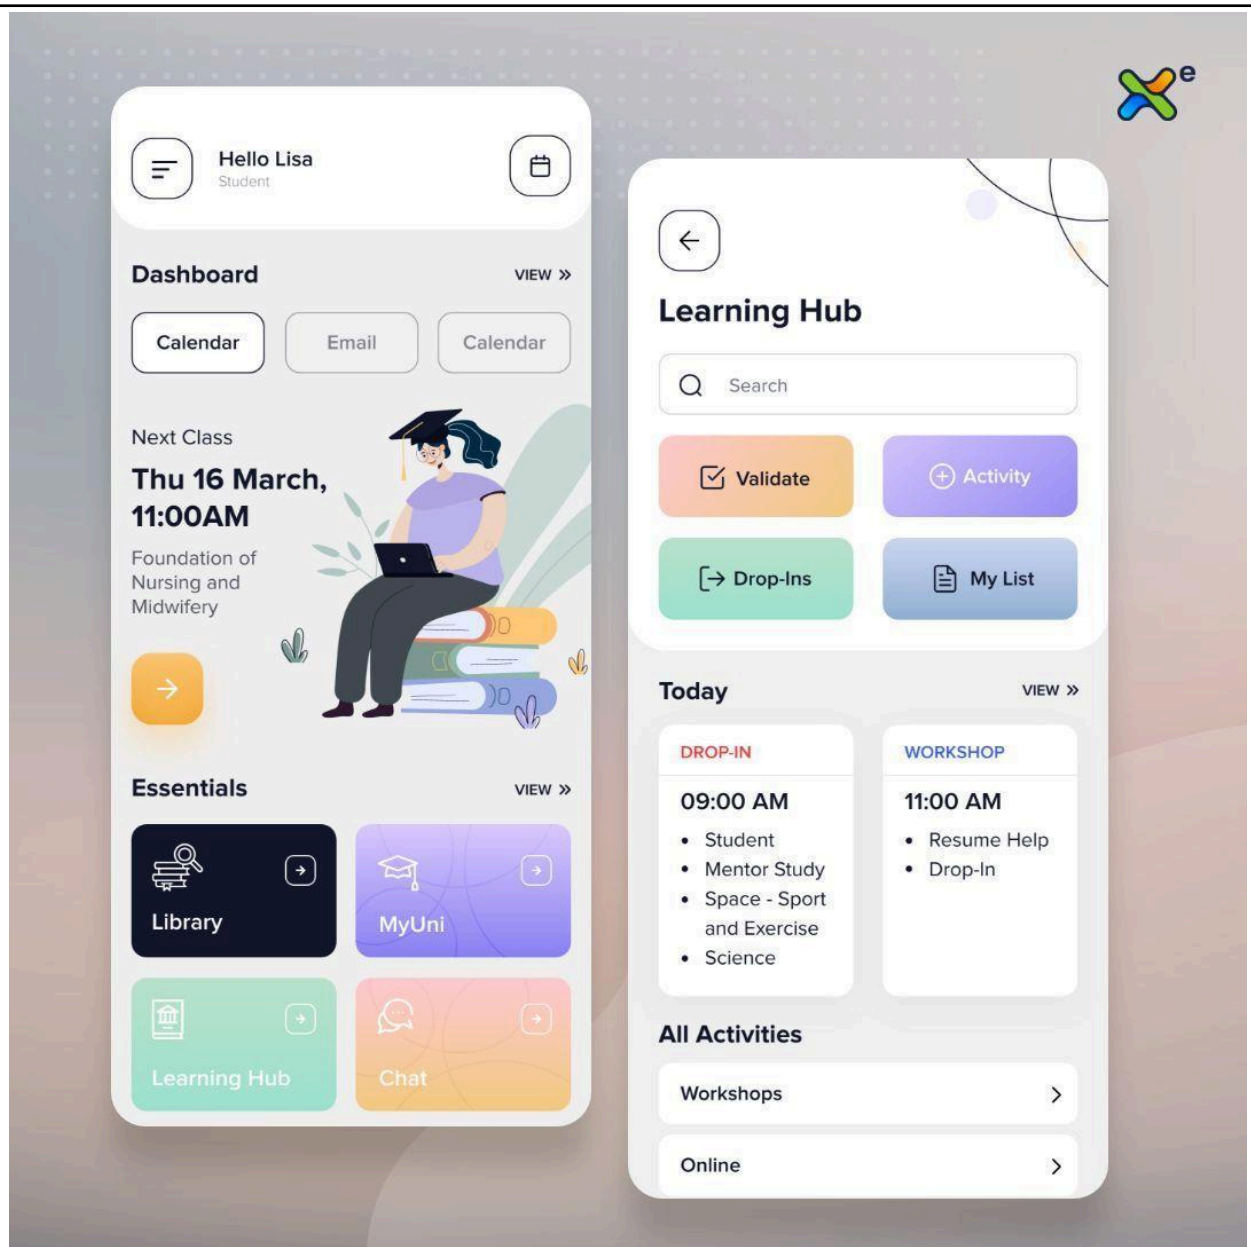 e
Hello Lisa
Student
Dashboard
VIEW »
Calendar
Email
Calendar
Next Class
Thu 16 March,
11:00AM
Foundation of
Nursing and
Midwifery
Essentials
VIEW »
Library
MyUni
Learning Hub
Chat
Learning Hub
Search
Validate
Activity
Drop-Ins
My List
Today
VIEW »
DROP-IN
09:00 AM
• Student
• Mentor Study
• Space - Sport
and Exercise
• Science
WORKSHOP
11:00 AM
• Resume Help
• Drop-In
All Activities
Workshops
Online